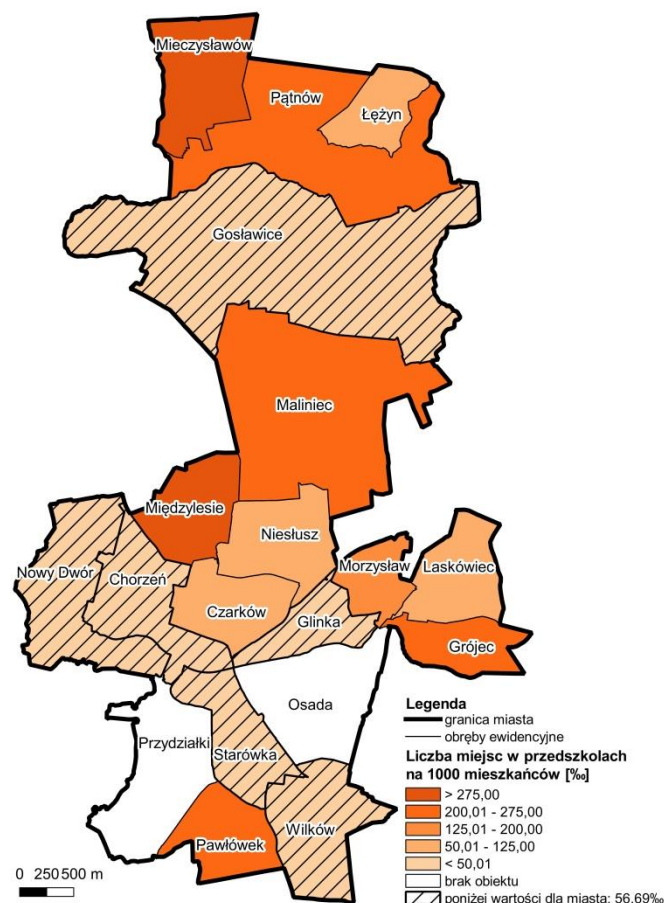 Mieczysławów
Pątnów
Łężyn
Gosławice
Maliniec
Międzylesie
Niesłusz
Morzysław
Laskówiec
Nowy Dwór
Chorzeń
Czarków
Glinka
Grójec
Osada
Przydziałki
Starówka
Wilków
Pawłówek
0 250500 m
Legenda
granica miasta
obręby ewidencyjne
Liczba miejsc w przedszkolach
na 1000 mieszkańców [‰]
> 275,00
200,01 - 275,00
125,01 - 200,00
50,01 - 125,00
< 50,01
brak obiektu
poniżej wartości dla miasta: 56,69‰